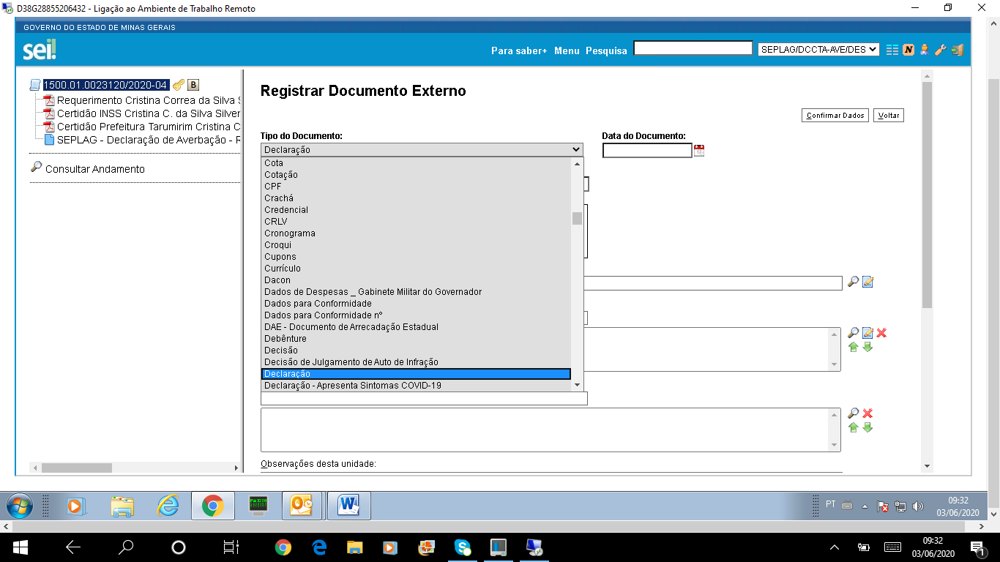 D38G28855206432 - Ligação ao Ambiente de Trabalho Remoto
GOVERNO DO ESTADO DE MINAS GERAIS
sei!
Para saber+ Menu Pesquisa
SEPLAG/DCCTA-AVE/DES
1500.01.0023120/2020-04
B
Requerimento Cristina Correa da Silva S
Certidão INSS Cristina C. da Silva Silver
Certidão Prefeitura Tarumirim Cristina C
SEPLAG - Declaração de Averbação - R
Consultar Andamento
Registrar Documento Externo
Confirmar Dados Voltar
Tipo do Documento: Data do Documento:
Declaração
Cota
Cotação
CPF
Crachá
Credencial
CRLV
Cronograma
Croqui
Cupons
Currículo
Dacon
Dados de Despesas _ Gabinete Militar do Governador
Dados para Conformidade
Dados para Conformidade nº
DAE - Documento de Arrecadação Estadual
Debênture
Decisão
Decisão de Julgamento de Auto de Infração
Declaração
Declaração - Apresenta Sintomas COVID-19
Observações desta unidade:
PT
09:32
03/06/2020
09:32
03/06/2020
1